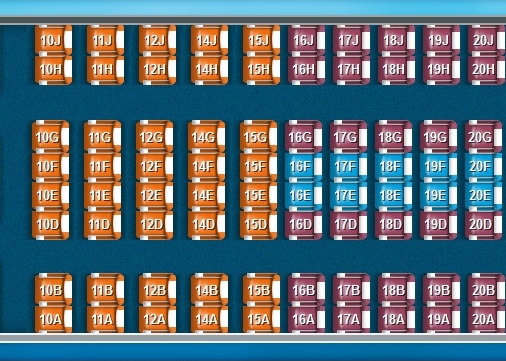 10J 11J 12J 14J 15J 16J 17J 18J 19J 20J
10H 11H 12H 14H 15H 16H 17H 18H 19H 20H
10G 11G 12G 14G 15G 16G 17G 18G 19G 20G
10F 11F 12F 14F 15F 16F 17F 18F 19F 20F
10E 11E 12E 14E 15E 16E 17E 18E 19E 20E
10D 11D 12D 14D 15D 16D 17D 18D 19D 20D
10B 11B 12B 14B 15B 16B 17B 18B 19B 20B
10A 11A 12A 14A 15A 16A 17A 18A 19A 20A